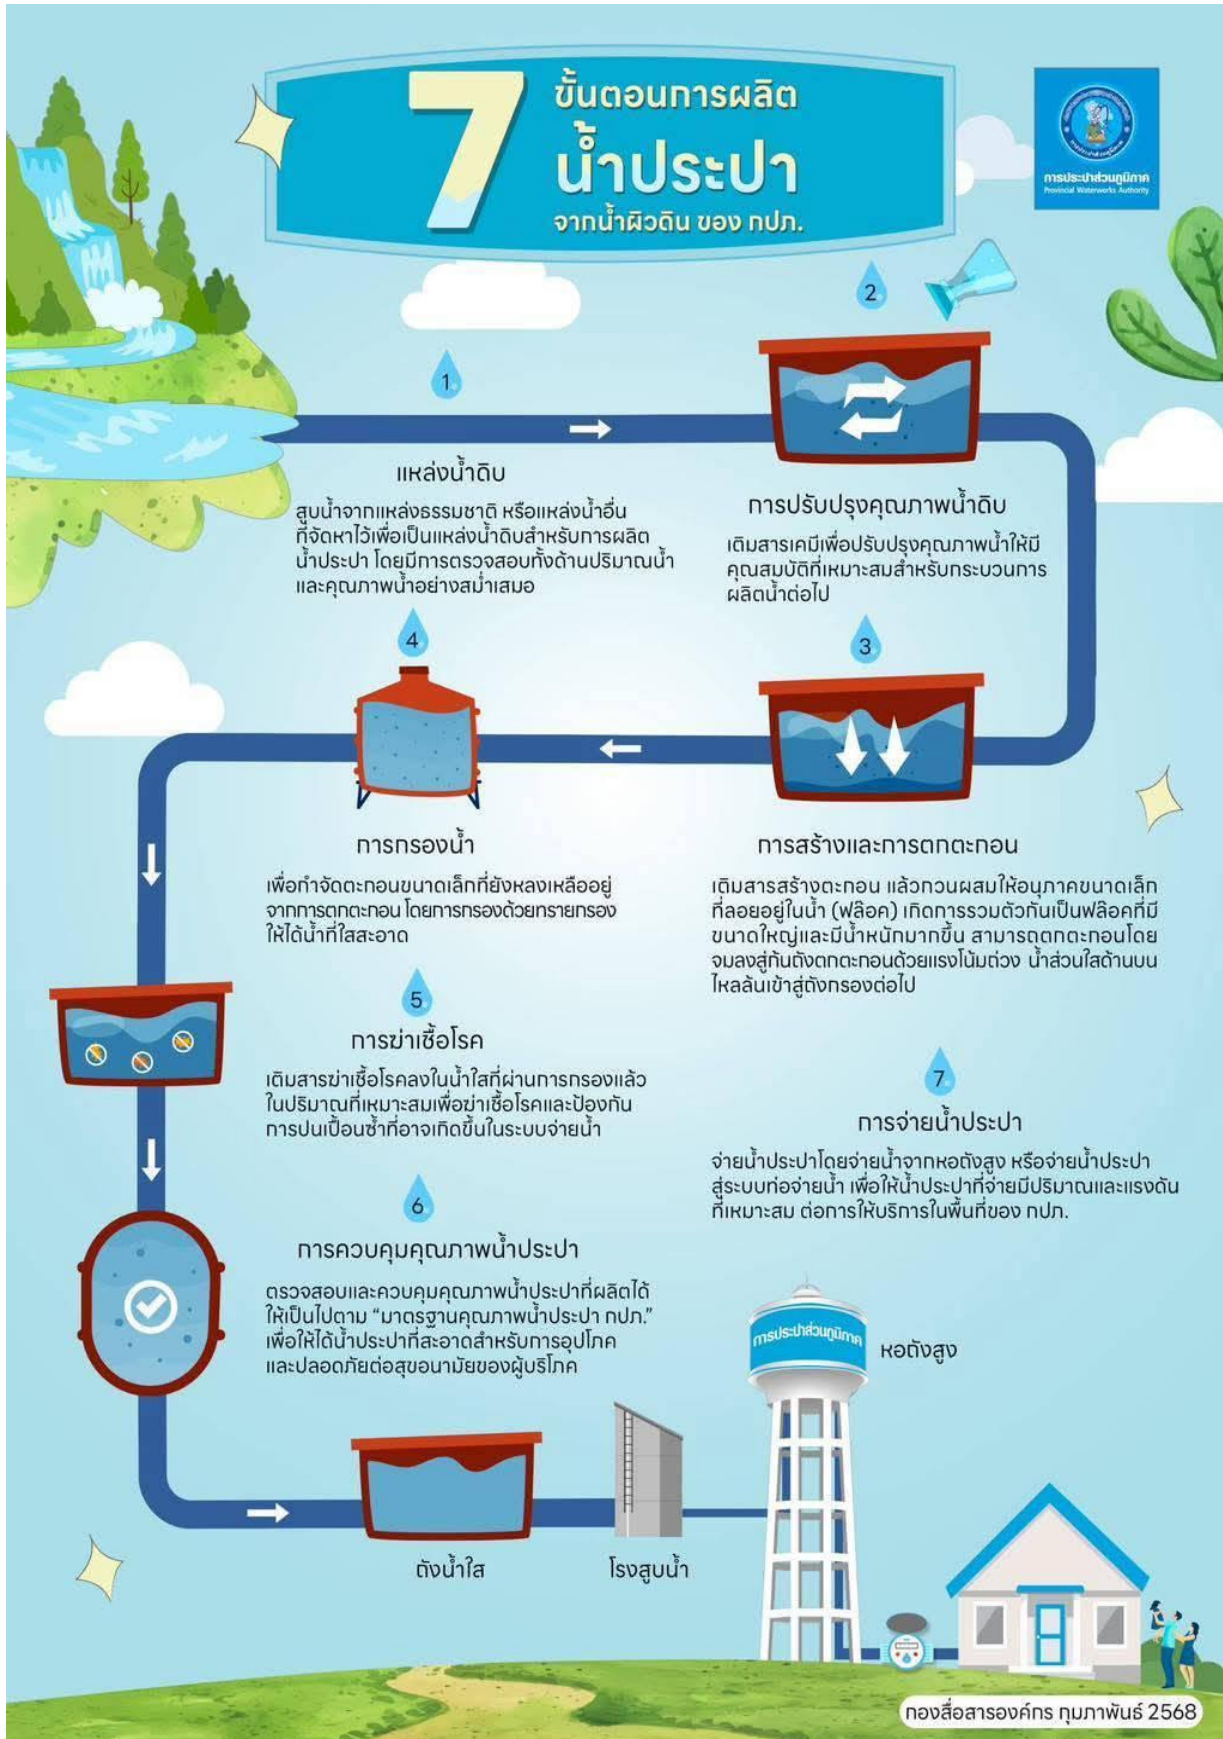 7
ขั้นตอนการผลิต
น้ำประปา
จากน้ำผิวดิน ของ กปภ.
การประปาส่วนภูมิภาค
Provincial Waterworks Authority
1.
แหล่งน้ำดิบ
สูบน้ำจากแหล่งธรรมชาติ หรือแหล่งน้ำอื่น
ที่จัดหาไว้เพื่อเป็นแหล่งน้ำดิบสำหรับการผลิต
น้ำประปา โดยมีการตรวจสอบทั้งด้านปริมาณน้ำ
และคุณภาพน้ำอย่างสม่ำเสมอ
2.
การปรับปรุงคุณภาพน้ำดิบ
เติมสารเคมีเพื่อปรับปรุงคุณภาพน้ำให้มี
คุณสมบัติที่เหมาะสมสำหรับกระบวนการ
ผลิตน้ำต่อไป
3.
การสร้างและการตกตะกอน
เติมสารสร้างตะกอน แล้วกวนผสมให้อนุภาคขนาดเล็ก
ที่ลอยอยู่ในน้ำ (ฟล๊อค) เกิดการรวมตัวกันเป็นฟล๊อคที่มี
ขนาดใหญ่และมีน้ำหนักมากขึ้น สามารถตกตะกอนโดย
จมลงสู่ก้นถังตกตะกอนด้วยแรงโน้มถ่วง น้ำส่วนใสด้านบน
ไหลล้นเข้าสู่ถังกรองต่อไป
4.
การกรองน้ำ
เพื่อกำจัดตะกอนขนาดเล็กที่ยังหลงเหลืออยู่
จากการตกตะกอน โดยการกรองด้วยทรายกรอง
ให้ได้น้ำที่ใสสะอาด
5.
การฆ่าเชื้อโรค
เติมสารฆ่าเชื้อโรคลงในน้ำใสที่ผ่านการกรองแล้ว
ในปริมาณที่เหมาะสมเพื่อฆ่าเชื้อโรคและป้องกัน
การปนเปื้อนซ้ำที่อาจเกิดขึ้นในระบบจ่ายน้ำ
6.
การควบคุมคุณภาพน้ำประปา
ตรวจสอบและควบคุมคุณภาพน้ำประปาที่ผลิตได้
ให้เป็นไปตาม “มาตรฐานคุณภาพน้ำประปา กปภ.”
เพื่อให้ได้น้ำประปาที่สะอาดสำหรับการอุปโภค
และปลอดภัยต่อสุขอนามัยของผู้บริโภค
7.
การจ่ายน้ำประปา
จ่ายน้ำประปาโดยจ่ายน้ำจากหอถังสูง หรือจ่ายน้ำประปา
สู่ระบบท่อจ่ายน้ำ เพื่อให้น้ำประปาที่จ่ายมีปริมาณและแรงดัน
ที่เหมาะสม ต่อการให้บริการในพื้นที่ของ กปภ.
การประปาส่วนภูมิภาค
หอถังสูง
ถังน้ำใส
โรงสูบน้ำ
กองสื่อสารองค์กร กุมภาพันธ์ 2568